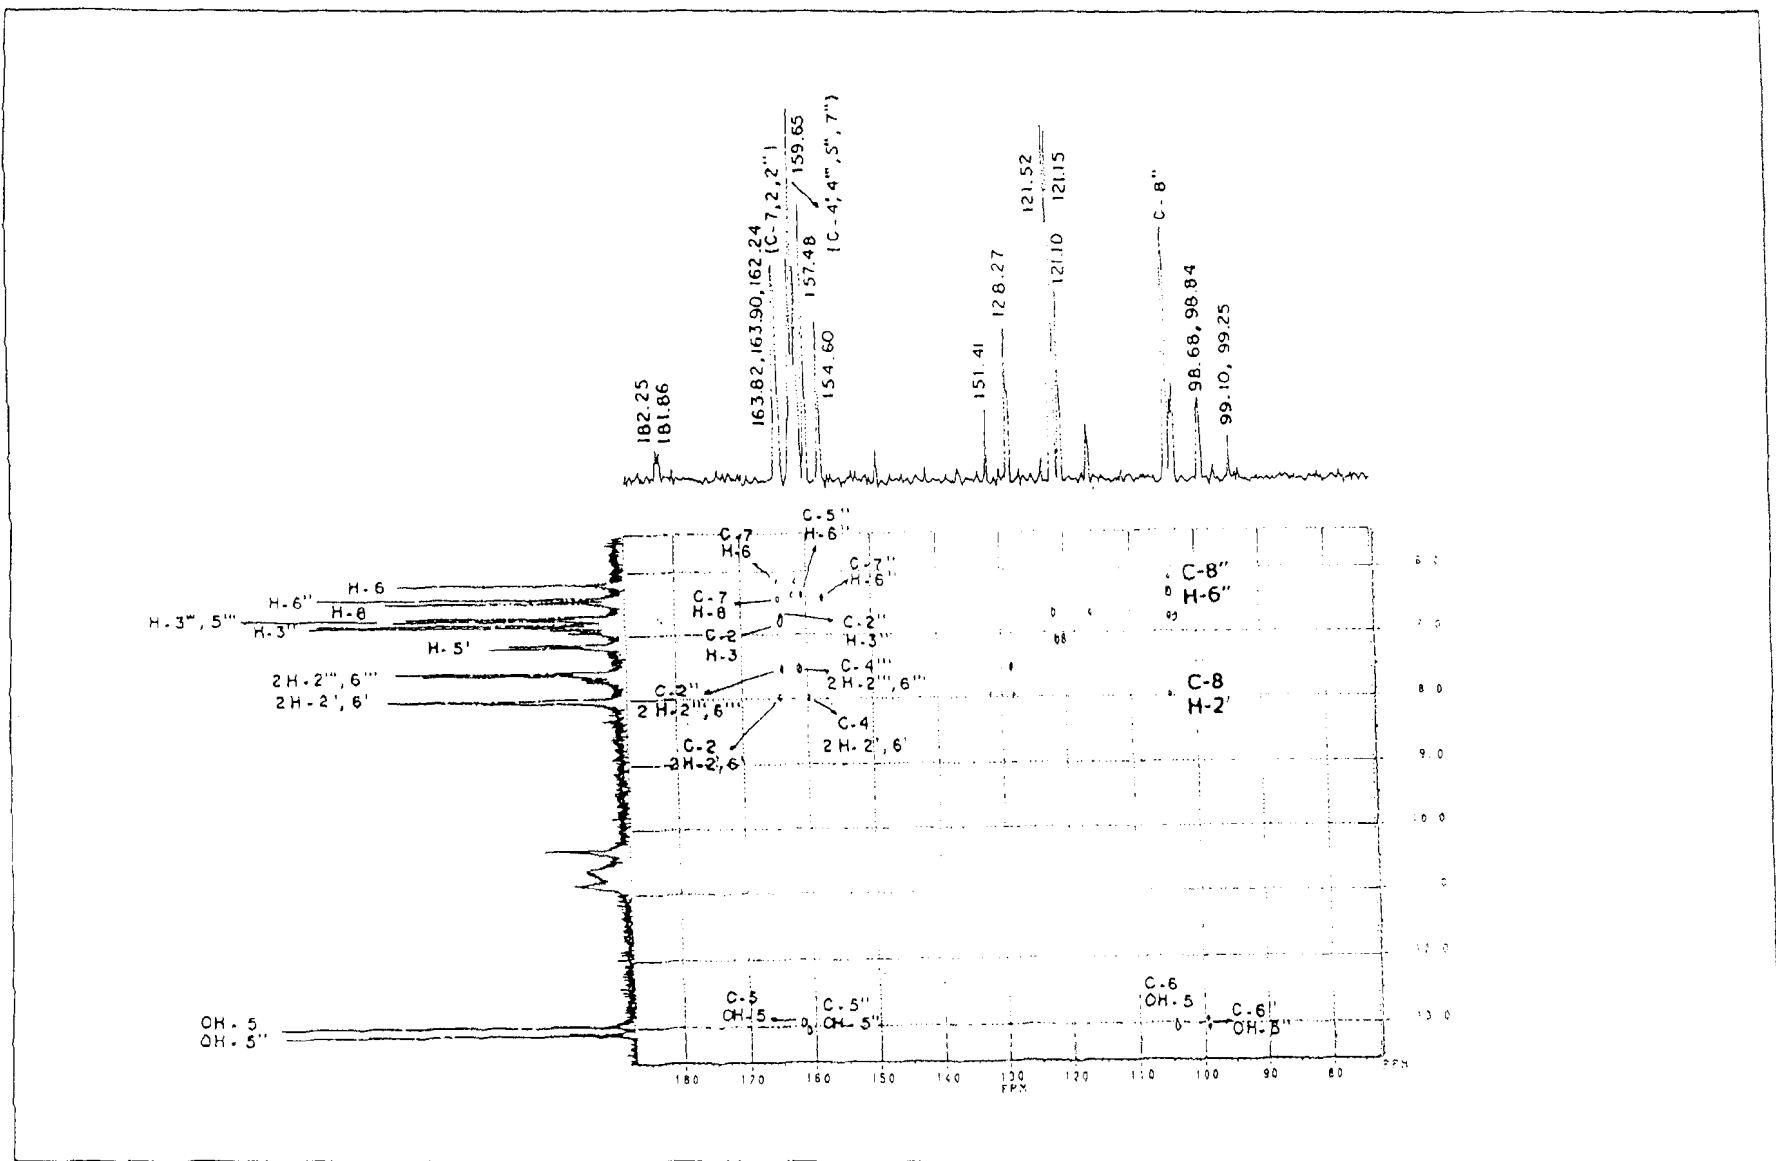 182.25
181.86
163.82,163.90,162.24
(C-7,2,2")
159.65
157.48
(C-4',4''',5",7")
154.60
151.41
128.27
121.52
121.15
121.10
C-8"
98.68,98.84
99.10,99.25
H-6
H-6"
H-8
H-3''',5'''
H-3"
H-5'
2H-2''',6'''
2H-2',6'
OH-5
OH-5"
C-7
H-6
C-5"
H-6"
C-7"
H-6"
C-7
H-8
C-2"
H-3"
C-2
H-3
C-4'''
2H-2''',6'''
C-2"
2H-2''',6'''
C-4
2H-2',6'
C-2
2H-2',6'
C-8"
H-6"
C-8
H-2'
C-5
OH-5
C-5"
OH-5"
C-6
OH-5
C-6"
OH-5"
8.0
9.0
180 170 160 150 140 130 120 110 100 90 80 PPM
PPM